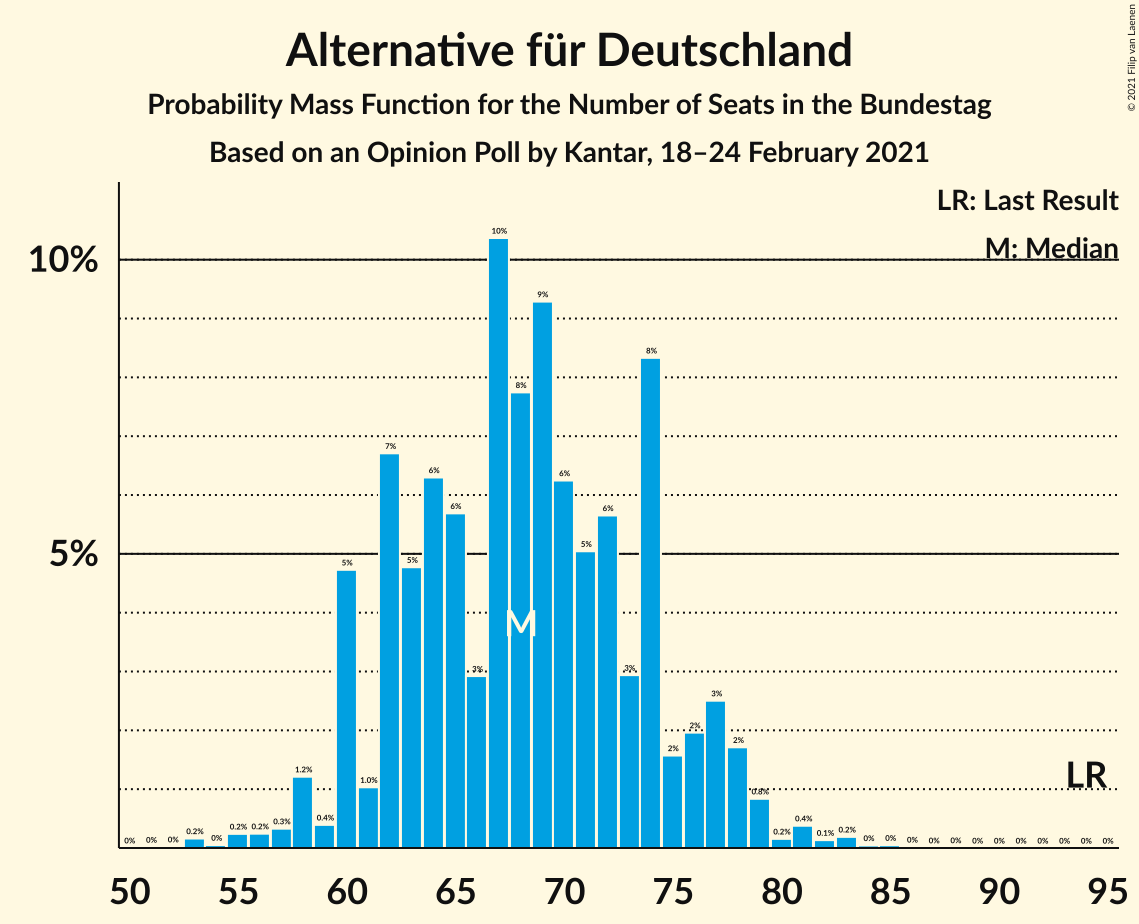 Alternative für Deutschland
Probability Mass Function for the Number of Seats in the Bundestag
Based on an Opinion Poll by Kantar, 18–24 February 2021
© 2021 Filip van Laenen
LR: Last Result
M: Median
10%
5%
0% 0% 0% 0.2% 0% 0.2% 0.2% 0.3% 1.2% 0.4% 5% 1.0% 7% 5% 6% 6% 3% 10% 8% 9% 6% 5% 6% 3% 8% 2% 2% 3% 2% 0.8% 0.2% 0.4% 0.1% 0.2% 0% 0% 0% 0% 0% 0% 0% 0% 0% 0% 0% 0%
M
LR
50 55 60 65 70 75 80 85 90 95